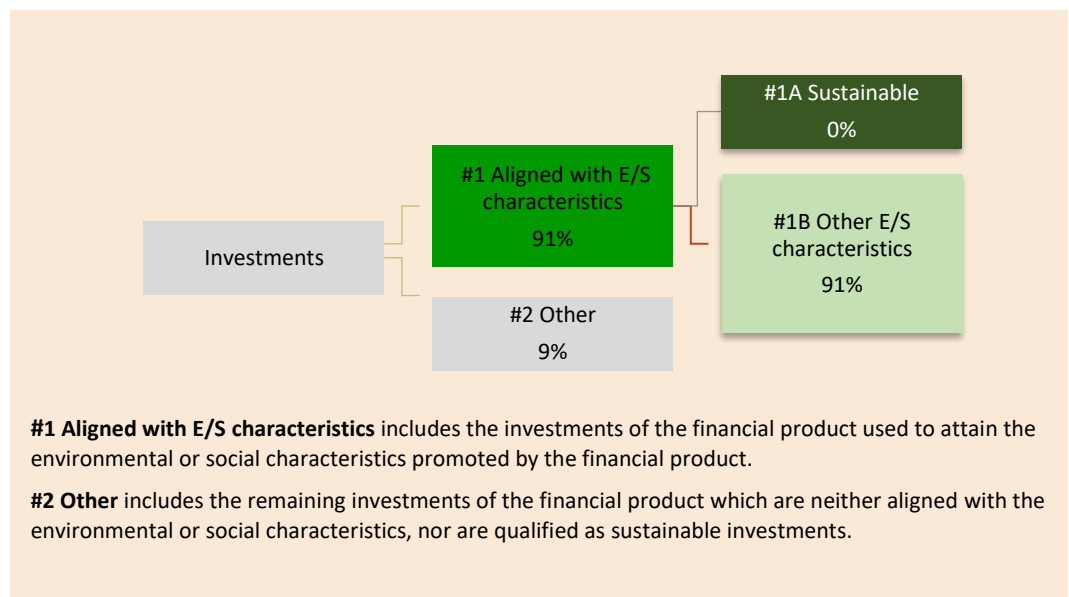 #1A Sustainable
0%
#1 Aligned with E/S
characteristics
91%
#1B Other E/S
characteristics
91%
Investments
#2 Other
9%
#1 Aligned with E/S characteristics includes the investments of the financial product used to attain the
environmental or social characteristics promoted by the financial product.
#2 Other includes the remaining investments of the financial product which are neither aligned with the
environmental or social characteristics, nor are qualified as sustainable investments.